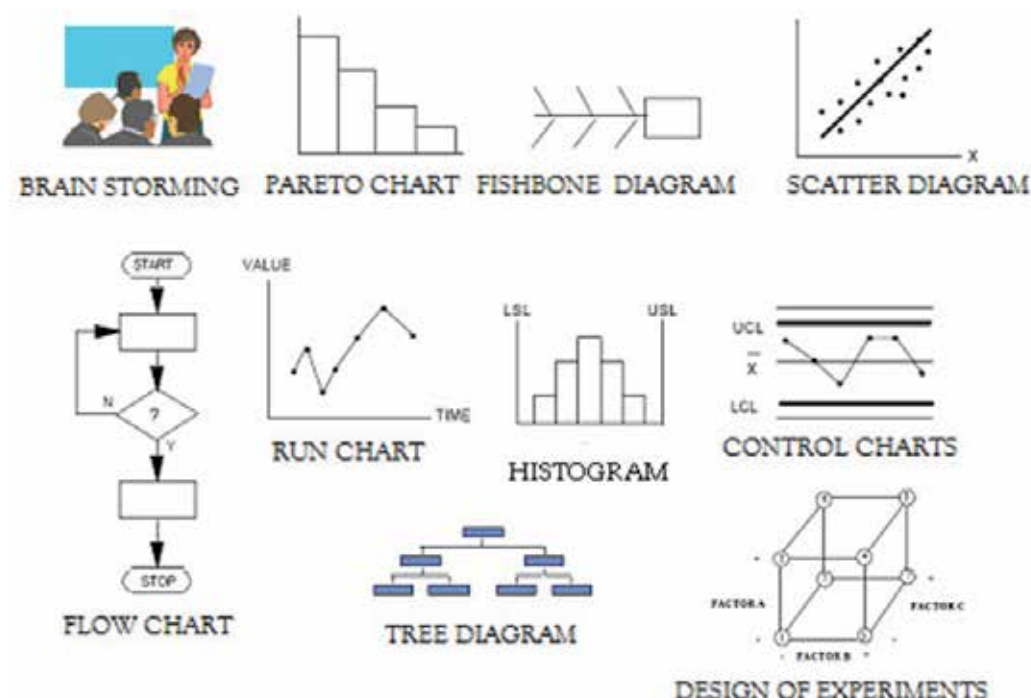 BRAIN STORMING
PARETO CHART
FISHBONE DIAGRAM
X
SCATTER DIAGRAM
START
N
?
Y
STOP
FLOW CHART
VALUE
TIME
RUN CHART
LSL
USL
HISTOGRAM
UCL
X
LCL
CONTROL CHARTS
TREE DIAGRAM
FACTOR A
FACTOR B
FACTOR C
DESIGN OF EXPERIMENTS